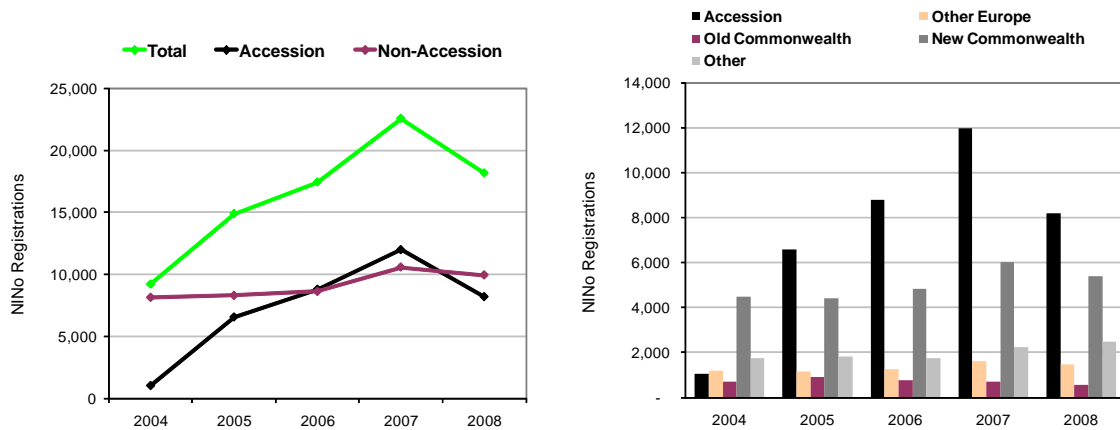 Total Accession Non-Accession
25,000
20,000
15,000
10,000
5,000
0
NINo Registrations
2004 2005 2006 2007 2008
Accession Other Europe
Old Commonwealth New Commonwealth
Other
14,000
12,000
10,000
8,000
6,000
4,000
2,000
-
NINo Registrations
2004 2005 2006 2007 2008